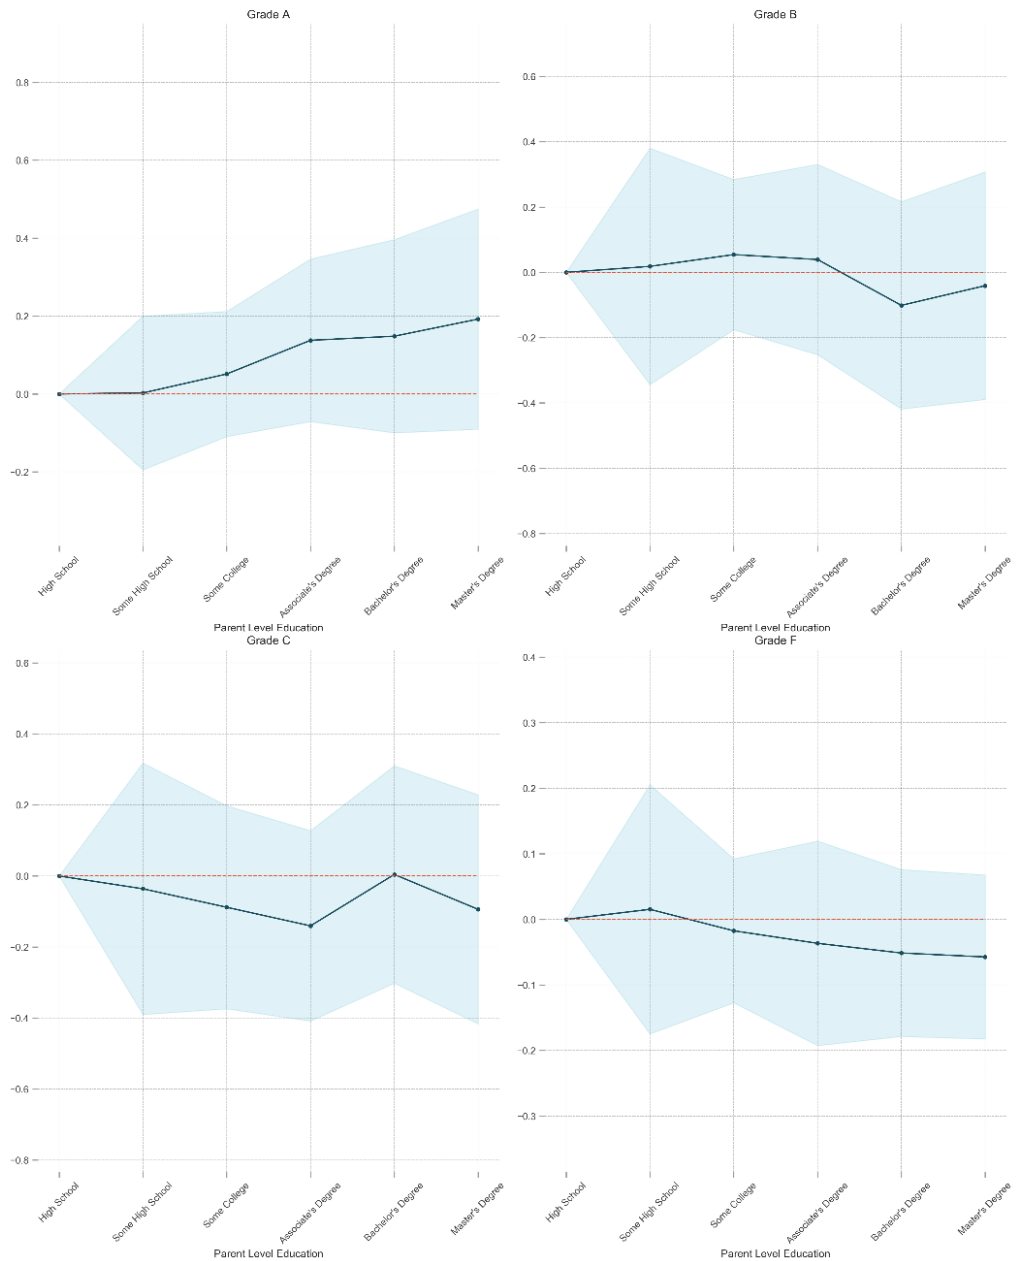 Grade A
0.8
0.6
0.4
0.2
0.0
−0.2
High School
Some High School
Some College
Associate's Degree
Bachelor's Degree
Master's Degree
Parent Level Education
Grade B
0.6
0.4
0.2
0.0
−0.2
−0.4
−0.6
−0.8
High School
Some High School
Some College
Associate's Degree
Bachelor's Degree
Master's Degree
Parent Level Education
Grade C
0.6
0.4
0.2
0.0
−0.2
−0.4
−0.6
−0.8
High School
Some High School
Some College
Associate's Degree
Bachelor's Degree
Master's Degree
Parent Level Education
Grade F
0.4
0.3
0.2
0.1
0.0
−0.1
−0.2
−0.3
High School
Some High School
Some College
Associate's Degree
Bachelor's Degree
Master's Degree
Parent Level Education